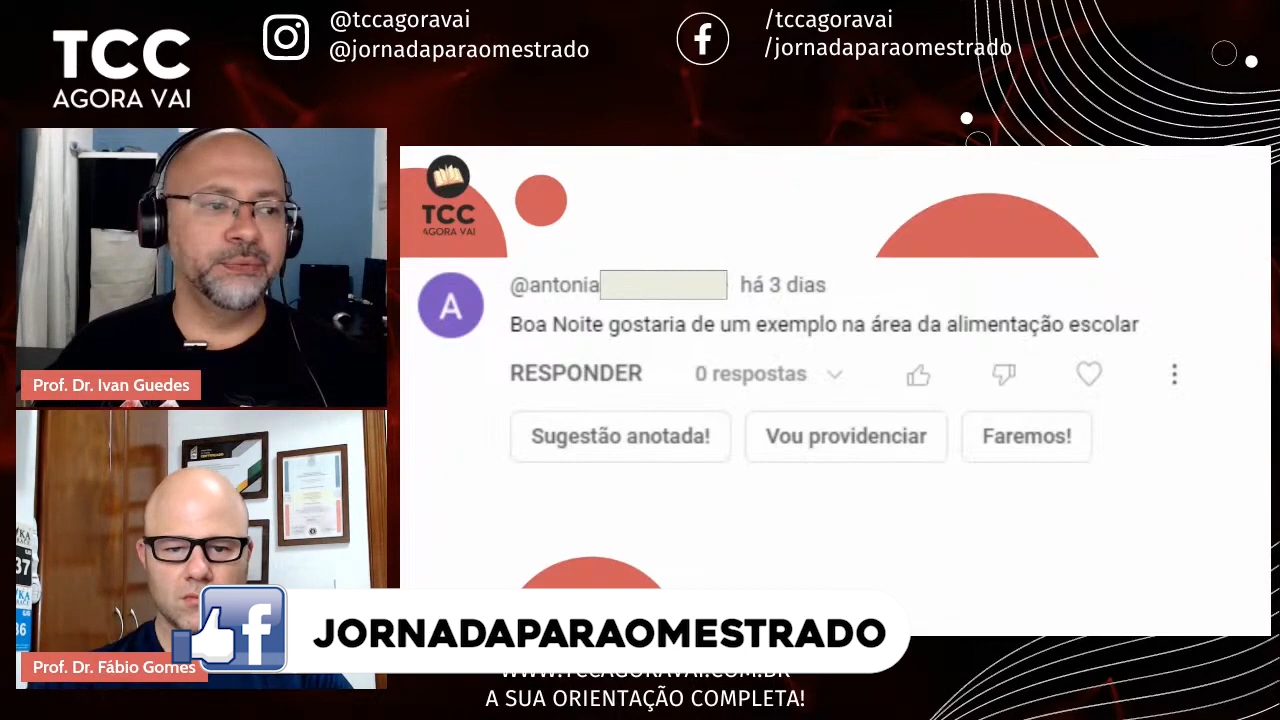 TCC
AGORA VAI
@tccagoravai
@jornadaparaomestrado
/tccagoravai
/jornadaparaomestrado
Prof. Dr. Ivan Guedes
Prof. Dr. Fábio Gomes
TCC
AGORA VAI
A
@antonia
há 3 dias
Boa Noite gostaria de um exemplo na área da alimentação escolar
RESPONDER
0 respostas
Sugestão anotada!
Vou providenciar
Faremos!
37
36
f
JORNADAPARAOMESTRADO
WWW.TCCAGORAVAI.COM.BR
A SUA ORIENTAÇÃO COMPLETA!